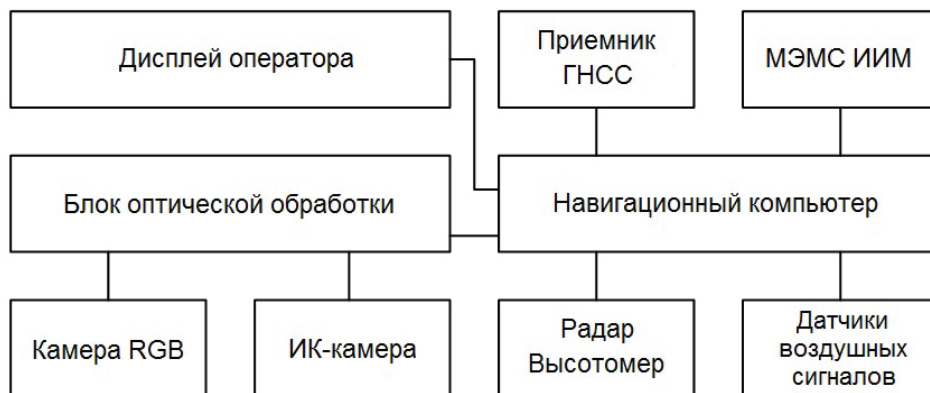 Дисплей оператора
Приемник
ГНСС
МЭМС ИИМ
Блок оптической обработки
Навигационный компьютер
Камера RGB
ИК-камера
Радар
Высотомер
Датчики
воздушных
сигналов